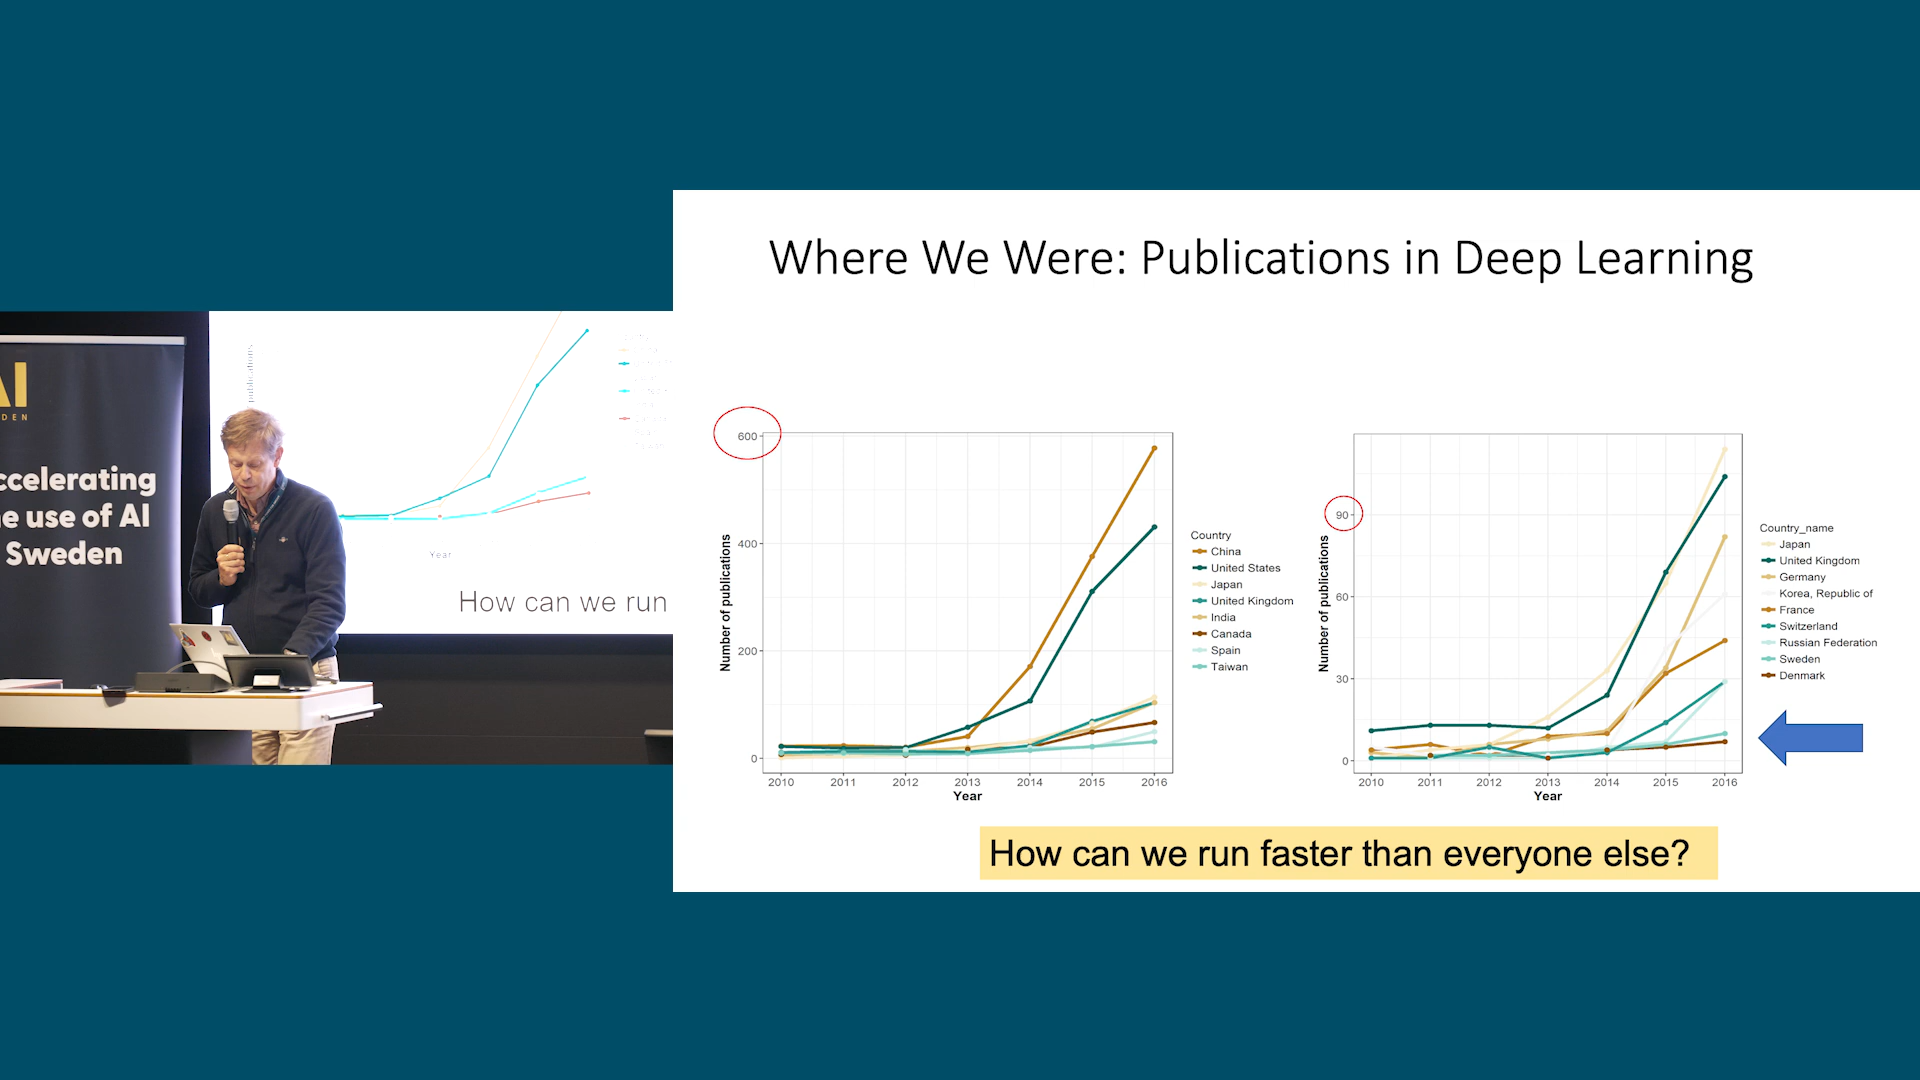 AI
DEN
ccelerating
e use of AI
Sweden
publications
Year
How can we run
Where We Were: Publications in Deep Learning
600
400
200
0
Number of publications
2010 2011 2012 2013 2014 2015 2016
Year
Country
China
United States
Japan
United Kingdom
India
Canada
Spain
Taiwan
90
60
30
0
Number of publications
2010 2011 2012 2013 2014 2015 2016
Year
Country_name
Japan
United Kingdom
Germany
Korea, Republic of
France
Switzerland
Russian Federation
Sweden
Denmark
How can we run faster than everyone else?